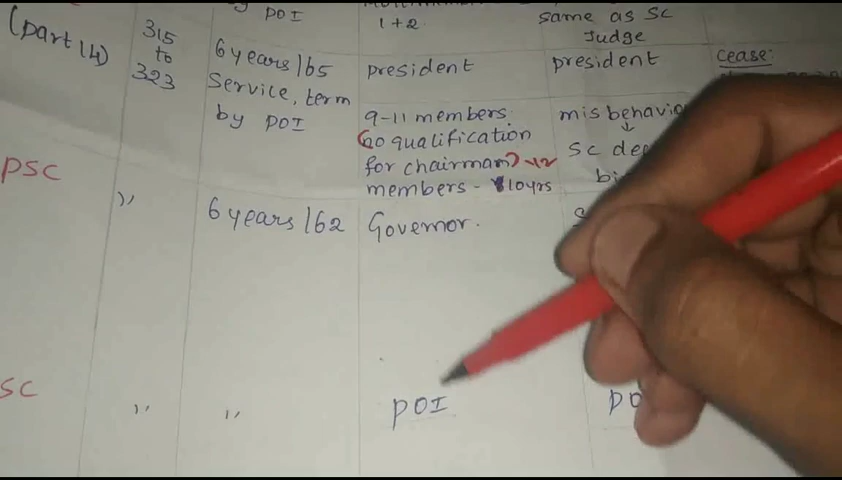 POI
1+2.
same as SC
Judge
(part 14)
315
to
323
6 years/65
Service, term
by POI
president
9-11 members.
(no qualification
for chairman)
members - 10yrs
president
misbehavio
SC
cease:
PSC
,,
6 years/62
Governor.
SC
,,
,,
POI
PO